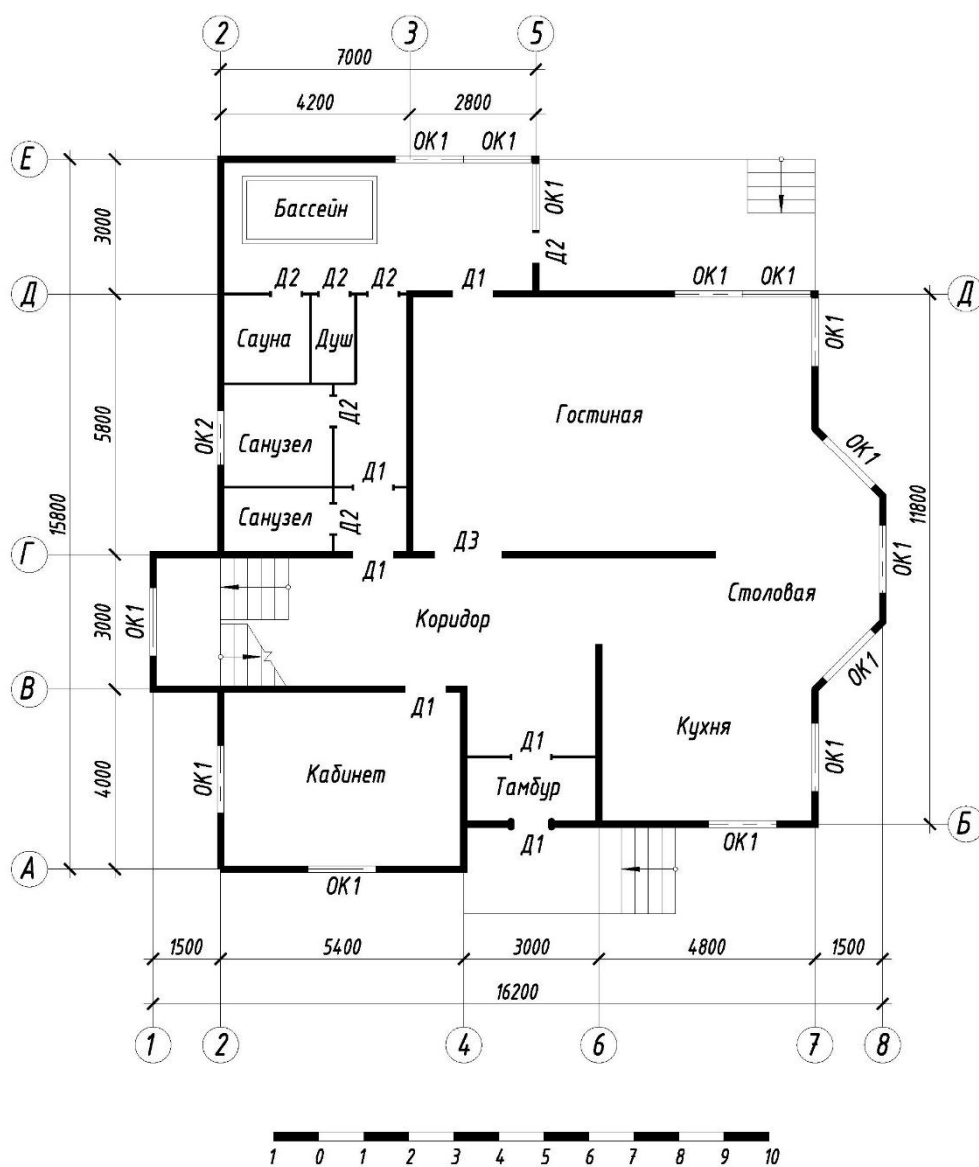 2 3 5
7000
4200 2800
ОК1 ОК1
Е
Бассейн
ОК1
3000
Д2
Д2 Д2 Д2 Д1 ОК1 ОК1
Д Д
Сауна Душ
ОК1
Гостиная
Д2
ОК2
5800
ОК1
Санузел
Д1
15800
11800
Санузел
Д2
Г
Д1 Д3
ОК1
Столовая
ОК1
Коридор
3000
ОК1
В
Д1
Кухня
ОК1
Д1
ОК1
Кабинет
Тамбур
4000
Б
Д1 ОК1
А
ОК1
1500 5400 3000 4800 1500
16200
1 2 4 6 7 8
1 0 1 2 3 4 5 6 7 8 9 10